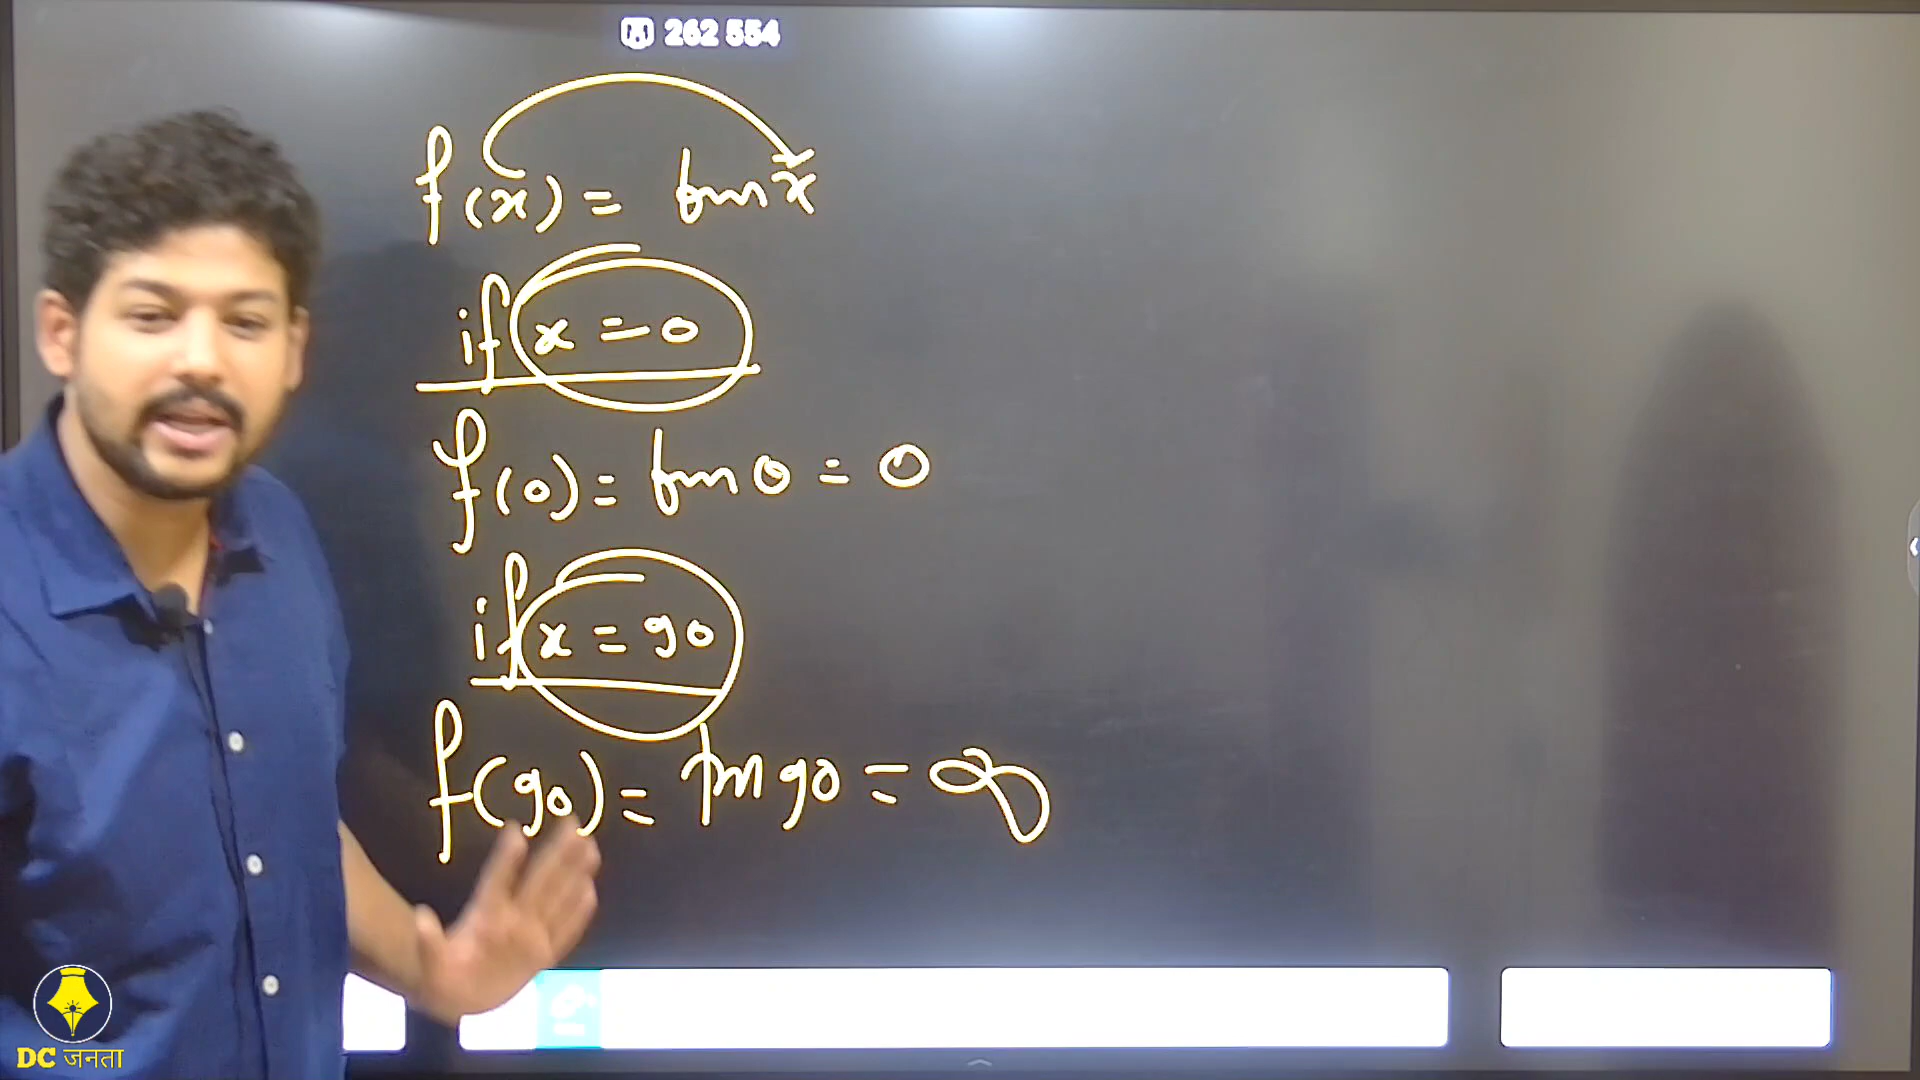 262 554
f(x) = tan x
if x = 0
f(0) = tan 0 = 0
if x = 90
f(90) = tan 90 = ∞
DC जनता